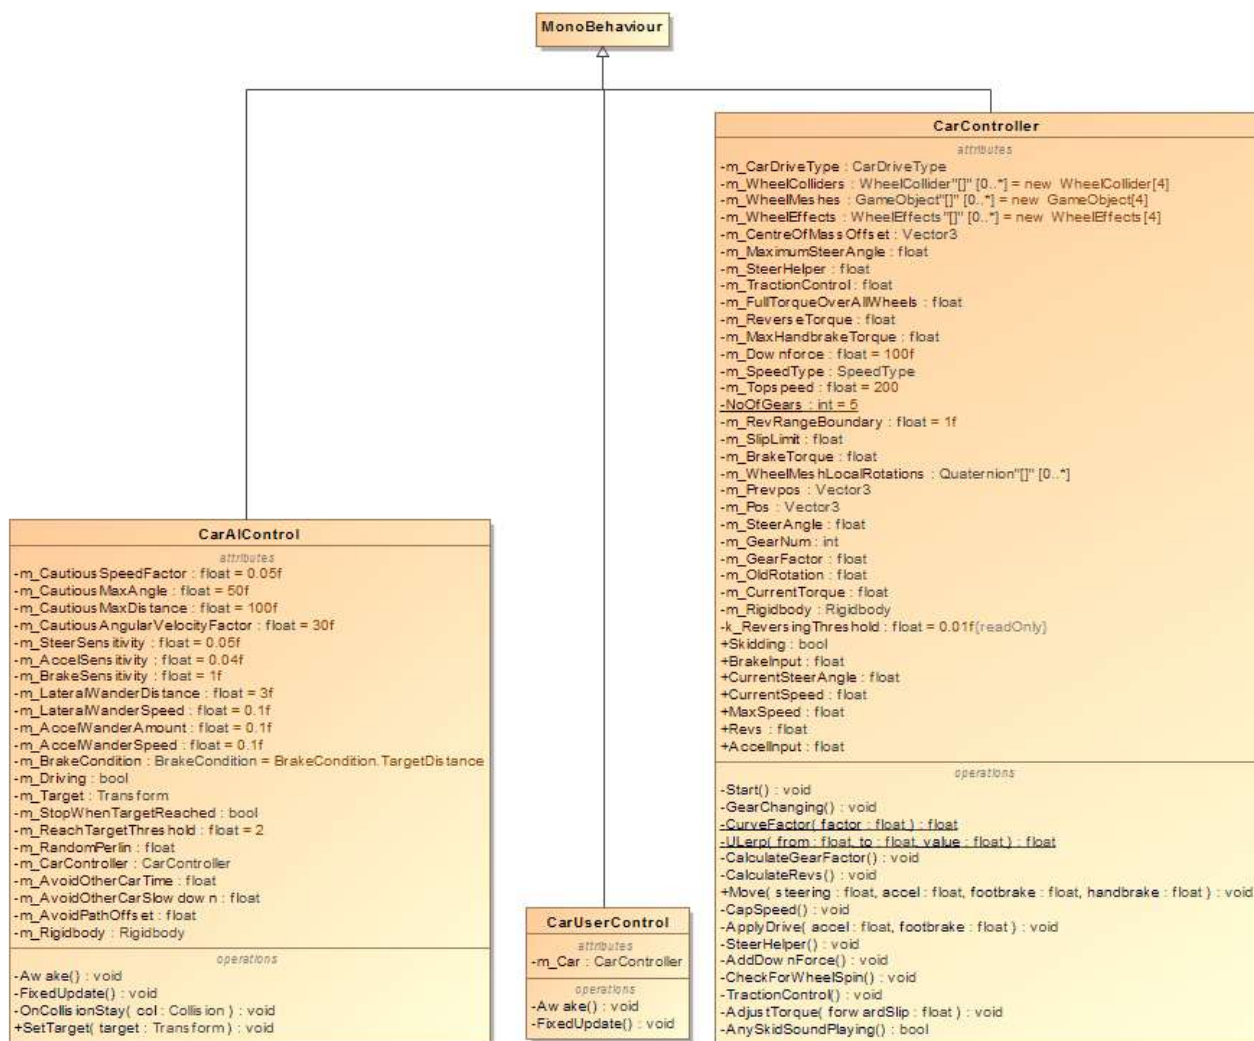 MonoBehaviour
CarController
attributes
-m_CarDriveType : CarDriveType
-m_WheelColliders : WheelCollider"[]" [0..*] = new WheelCollider[4]
-m_WheelMeshes : GameObject"[]" [0..*] = new GameObject[4]
-m_WheelEffects : WheelEffects"[]" [0..*] = new WheelEffects[4]
-m_CentreOfMassOffset : Vector3
-m_MaximumSteerAngle : float
-m_SteerHelper : float
-m_TractionControl : float
-m_FullTorqueOverAllWheels : float
-m_ReverseTorque : float
-m_MaxHandbrakeTorque : float
-m_Downforce : float = 100f
-m_SpeedType : SpeedType
-m_Topspeed : float = 200
-NoOfGears : int = 5
-m_RevRangeBoundary : float = 1f
-m_SlipLimit : float
-m_BrakeTorque : float
-m_WheelMeshLocalRotations : Quaternion"[]" [0..*]
-m_Prevpos : Vector3
-m_Pos : Vector3
-m_SteerAngle : float
-m_GearNum : int
-m_GearFactor : float
-m_OldRotation : float
-m_CurrentTorque : float
-m_Rigidbody : Rigidbody
-k_ReversingThreshold : float = 0.01f{readOnly}
+Skidding : bool
+BrakeInput : float
+CurrentSteerAngle : float
+CurrentSpeed : float
+MaxSpeed : float
+Revs : float
+AccelInput : float
operations
-Start() : void
-GearChanging() : void
-CurveFactor( factor : float ) : float
-ULerp( from : float, to : float, value : float ) : float
-CalculateGearFactor() : void
-CalculateRevs() : void
+Move( steering : float, accel : float, footbrake : float, handbrake : float ) : void
-CapSpeed() : void
-ApplyDrive( accel : float, footbrake : float ) : void
-SteerHelper() : void
-AddDownForce() : void
-CheckForWheelSpin() : void
-TractionControl() : void
-AdjustTorque( forwardSlip : float ) : void
-AnySkidSoundPlaying() : bool
CarAIControl
attributes
-m_CautiousSpeedFactor : float = 0.05f
-m_CautiousMaxAngle : float = 50f
-m_CautiousMaxDistance : float = 100f
-m_CautiousAngularVelocityFactor : float = 30f
-m_SteerSensitivity : float = 0.05f
-m_AccelSensitivity : float = 0.04f
-m_BrakeSensitivity : float = 1f
-m_LateralWanderDistance : float = 3f
-m_LateralWanderSpeed : float = 0.1f
-m_AccelWanderAmount : float = 0.1f
-m_AccelWanderSpeed : float = 0.1f
-m_BrakeCondition : BrakeCondition = BrakeCondition.TargetDistance
-m_Driving : bool
-m_Target : Transform
-m_StopWhenTargetReached : bool
-m_ReachTargetThreshold : float = 2
-m_RandomPerlin : float
-m_CarController : CarController
-m_AvoidOtherCarTime : float
-m_AvoidOtherCarSlowdown : float
-m_AvoidPathOffset : float
-m_Rigidbody : Rigidbody
operations
-Awake() : void
-FixedUpdate() : void
-OnCollisionStay( col : Collision ) : void
+SetTarget( target : Transform ) : void
CarUserControl
attributes
-m_Car : CarController
operations
-Awake() : void
-FixedUpdate() : void